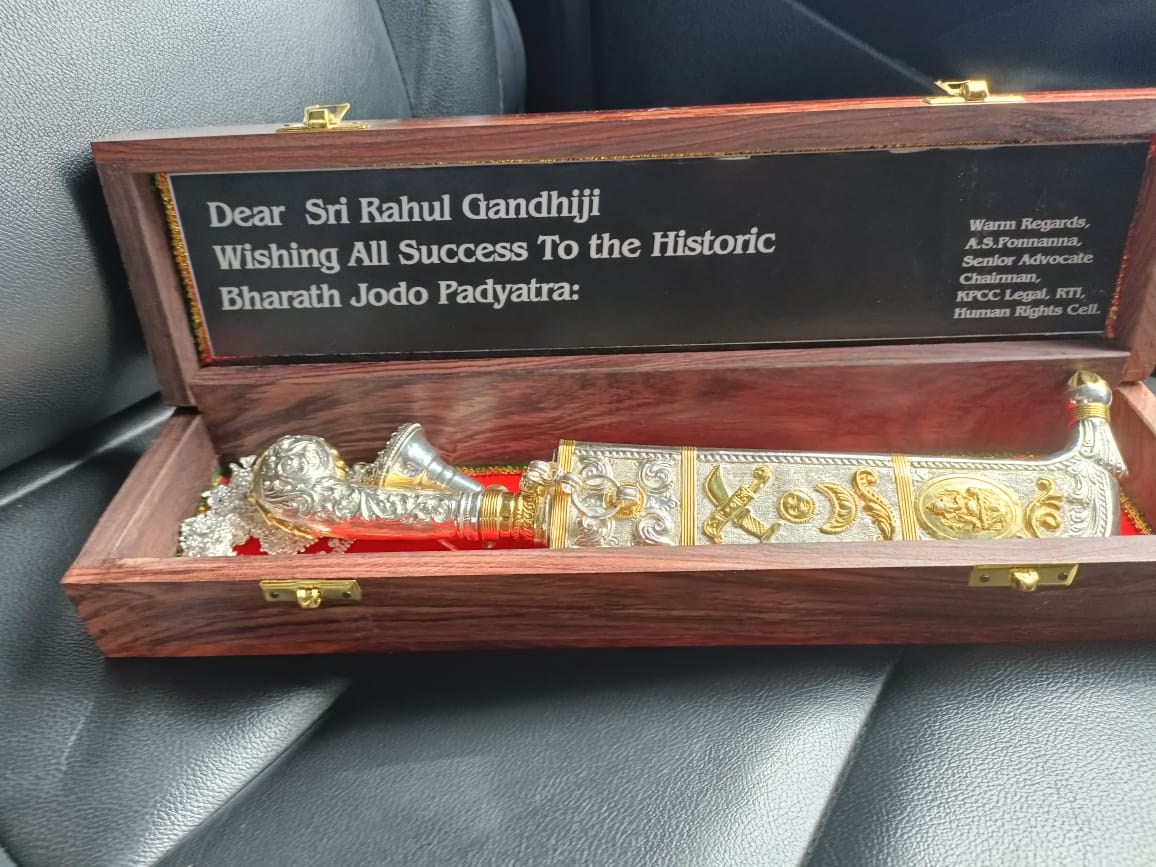 Dear Sri Rahul Gandhiji
Wishing All Success To the Historic
Bharath Jodo Padyatra:
Warm Regards,
A.S.Ponnanna,
Senior Advocate
Chairman,
KPCC Legal, RTI,
Human Rights Cell.